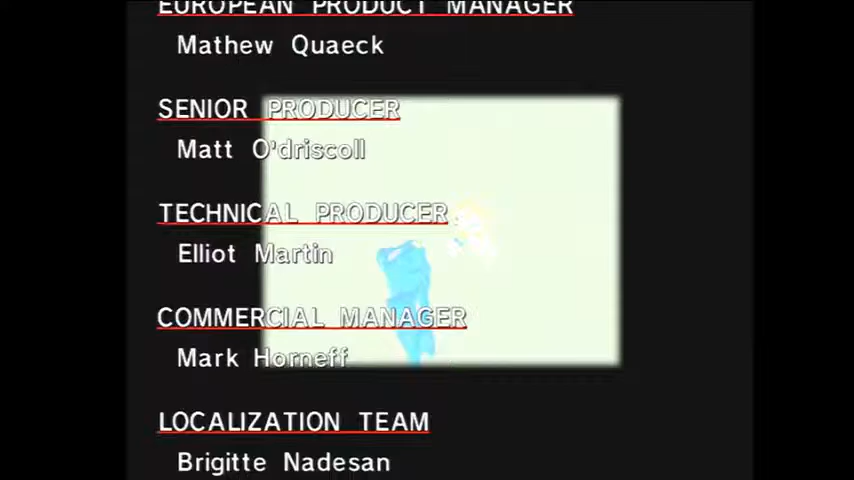 EUROPEAN PRODUCT MANAGER
Mathew Quaeck
SENIOR PRODUCER
Matt O'driscoll
TECHNICAL PRODUCER
Elliot Martin
COMMERCIAL MANAGER
Mark Horneff
LOCALIZATION TEAM
Brigitte Nadesan